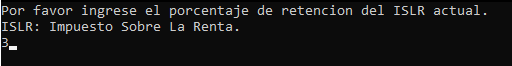 Por favor ingrese el porcentaje de retencion del ISLR actual.
ISLR: Impuesto Sobre La Renta.
3